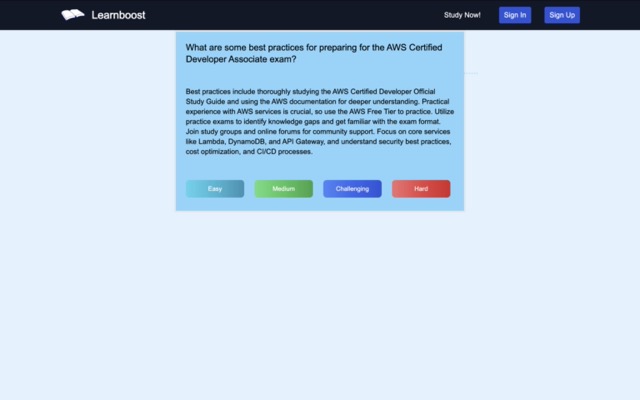 Learnboost
Study Now!
Sign In
Sign Up
What are some best practices for preparing for the AWS Certified
Developer Associate exam?
Best practices include thoroughly studying the AWS Certified Developer Official
Study Guide and using the AWS documentation for deeper understanding. Practical
experience with AWS services is crucial, so use the AWS Free Tier to practice. Utilize
practice exams to identify knowledge gaps and get familiar with the exam format.
Join study groups and online forums for community support. Focus on core services
like Lambda, DynamoDB, and API Gateway, and understand security best practices,
cost optimization, and CI/CD processes.
Easy
Medium
Challenging
Hard